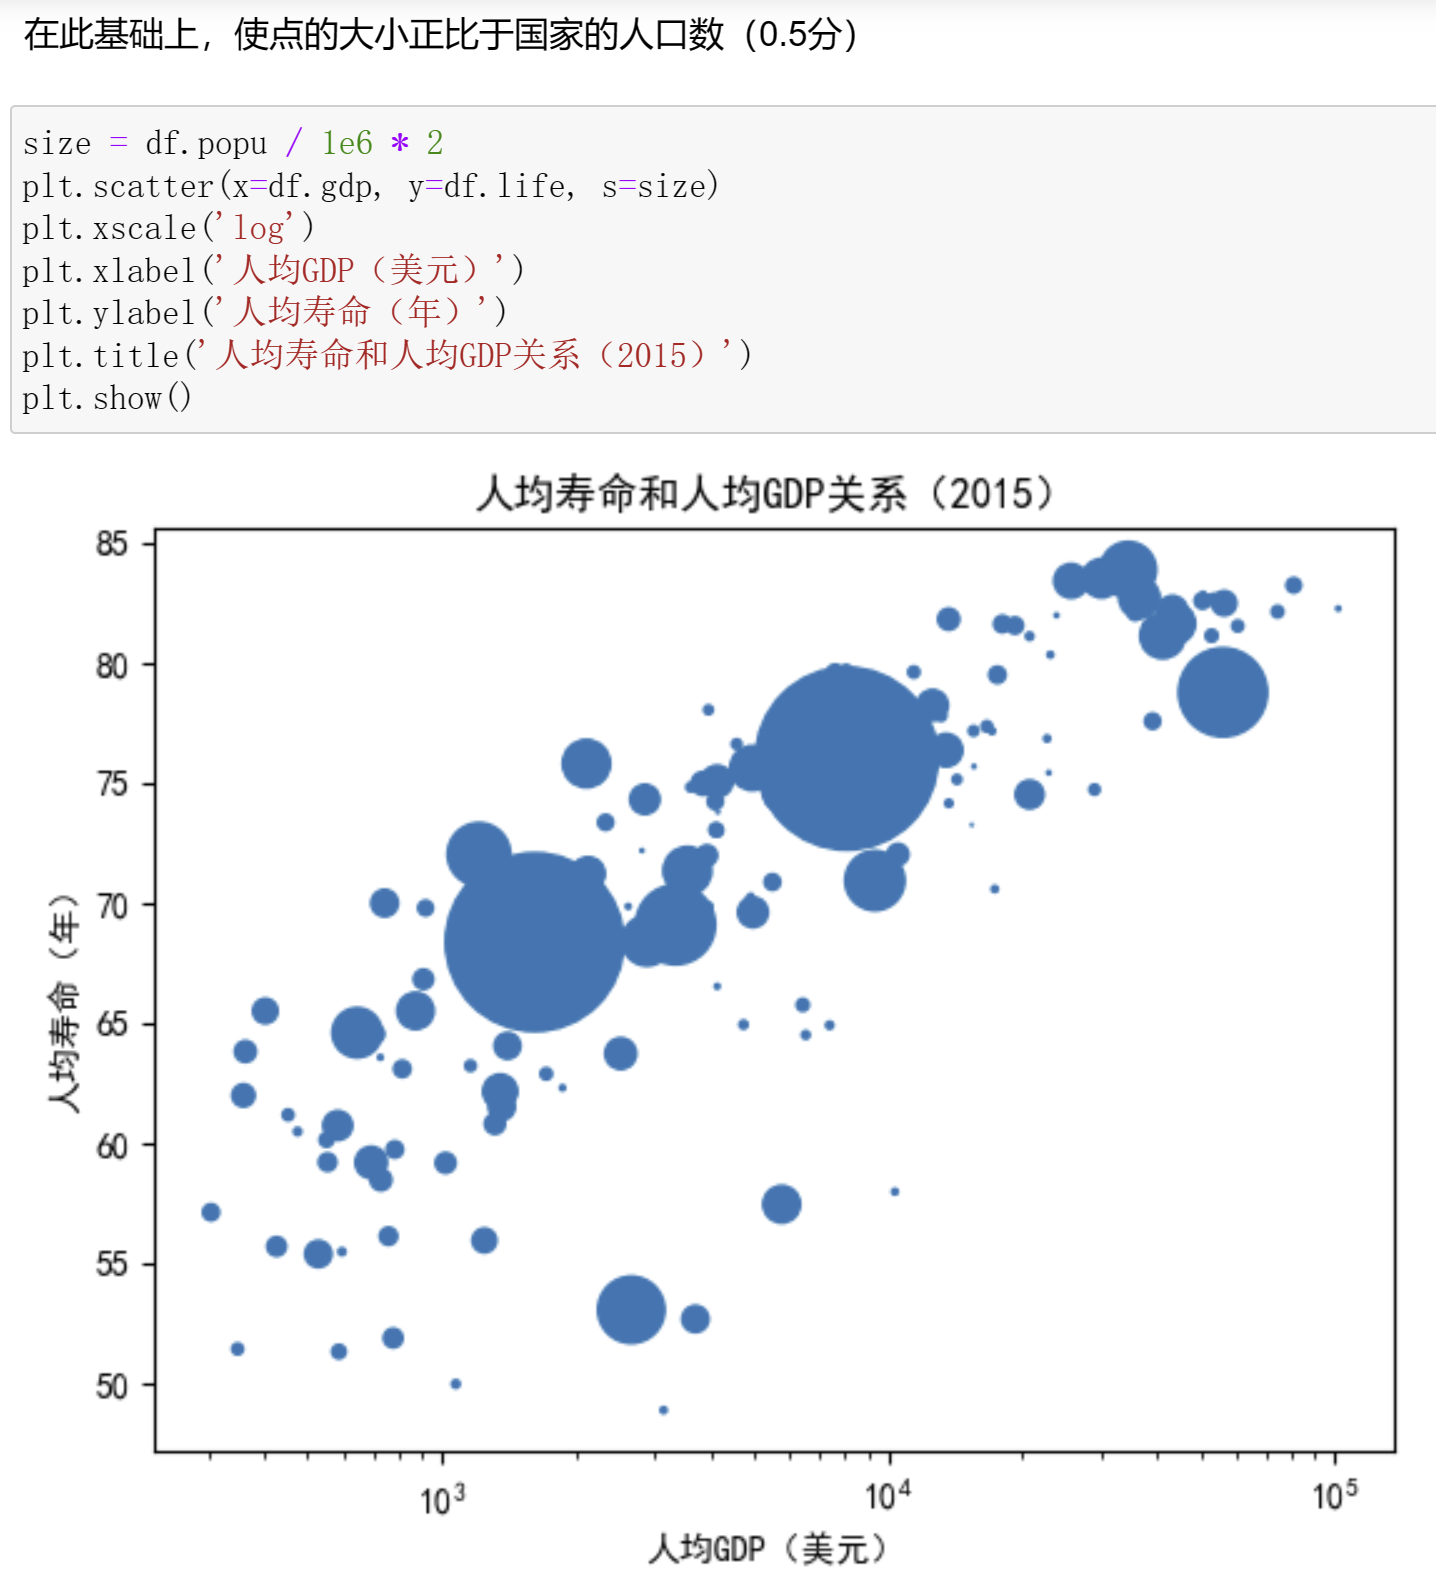 在此基础上，使点的大小正比于国家的人口数（0.5分）
size = df.popu / 1e6 * 2
plt.scatter(x=df.gdp, y=df.life, s=size)
plt.xscale('log')
plt.xlabel('人均GDP（美元）')
plt.ylabel('人均寿命（年）')
plt.title('人均寿命和人均GDP关系（2015）')
plt.show()
人均寿命和人均GDP关系（2015）
85
80
75
70
65
60
55
50
人均寿命（年）
10³
10⁴
10⁵
人均GDP（美元）